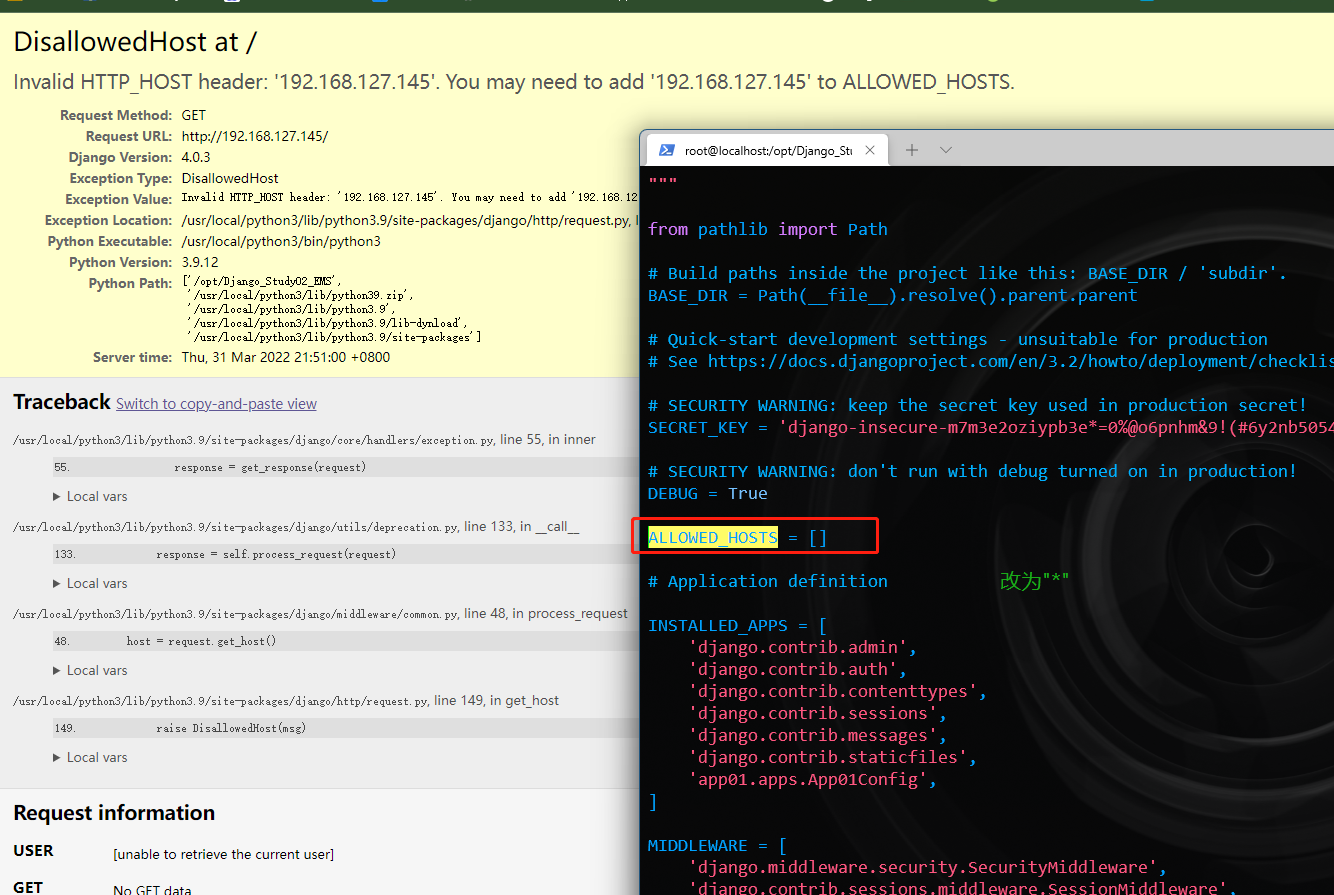 DisallowedHost at /
Invalid HTTP_HOST header: '192.168.127.145'. You may need to add '192.168.127.145' to ALLOWED_HOSTS.
Request Method: GET
Request URL: http://192.168.127.145/
Django Version: 4.0.3
Exception Type: DisallowedHost
Exception Value: Invalid HTTP_HOST header: '192.168.127.145'. You may need to add '192.168.12
Exception Location: /usr/local/python3/lib/python3.9/site-packages/django/http/request.py, l
Python Executable: /usr/local/python3/bin/python3
Python Version: 3.9.12
Python Path: ['/opt/Django_Study02_EMS',
'/usr/local/python3/lib/python39.zip',
'/usr/local/python3/lib/python3.9',
'/usr/local/python3/lib/python3.9/lib-dynload',
'/usr/local/python3/lib/python3.9/site-packages']
Server time: Thu, 31 Mar 2022 21:51:00 +0800
Traceback Switch to copy-and-paste view
/usr/local/python3/lib/python3.9/site-packages/django/core/handlers/exception.py, line 55, in inner
55. response = get_response(request)
▶ Local vars
/usr/local/python3/lib/python3.9/site-packages/django/utils/deprecation.py, line 133, in __call__
133. response = self.process_request(request)
▶ Local vars
/usr/local/python3/lib/python3.9/site-packages/django/middleware/common.py, line 48, in process_request
48. host = request.get_host()
▶ Local vars
/usr/local/python3/lib/python3.9/site-packages/django/http/request.py, line 149, in get_host
149. raise DisallowedHost(msg)
▶ Local vars
Request information
USER [unable to retrieve the current user]
GET No GET data
root@localhost:/opt/Django_Stu
"""
from pathlib import Path
# Build paths inside the project like this: BASE_DIR / 'subdir'.
BASE_DIR = Path(__file__).resolve().parent.parent
# Quick-start development settings - unsuitable for production
# See https://docs.djangoproject.com/en/3.2/howto/deployment/checklis
# SECURITY WARNING: keep the secret key used in production secret!
SECRET_KEY = 'django-insecure-m7m3e2oziypb3e*=0%@o6pnhm&9!(#6y2nb5054
# SECURITY WARNING: don't run with debug turned on in production!
DEBUG = True
ALLOWED_HOSTS = []
# Application definition
改为"*"
INSTALLED_APPS = [
'django.contrib.admin',
'django.contrib.auth',
'django.contrib.contenttypes',
'django.contrib.sessions',
'django.contrib.messages',
'django.contrib.staticfiles',
'app01.apps.App01Config',
]
MIDDLEWARE = [
'django.middleware.security.SecurityMiddleware',
'django.contrib.sessions.middleware.SessionMiddleware',